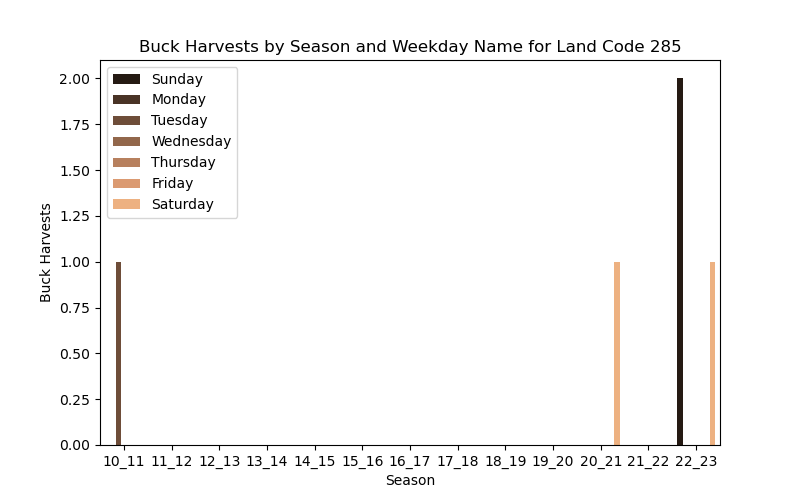 Buck Harvests by Season and Weekday Name for Land Code 285
Sunday
Monday
Tuesday
Wednesday
Thursday
Friday
Saturday
2.00
1.75
1.50
1.25
1.00
0.75
0.50
0.25
0.00
Buck Harvests
10_11 11_12 12_13 13_14 14_15 15_16 16_17 17_18 18_19 19_20 20_21 21_22 22_23
Season